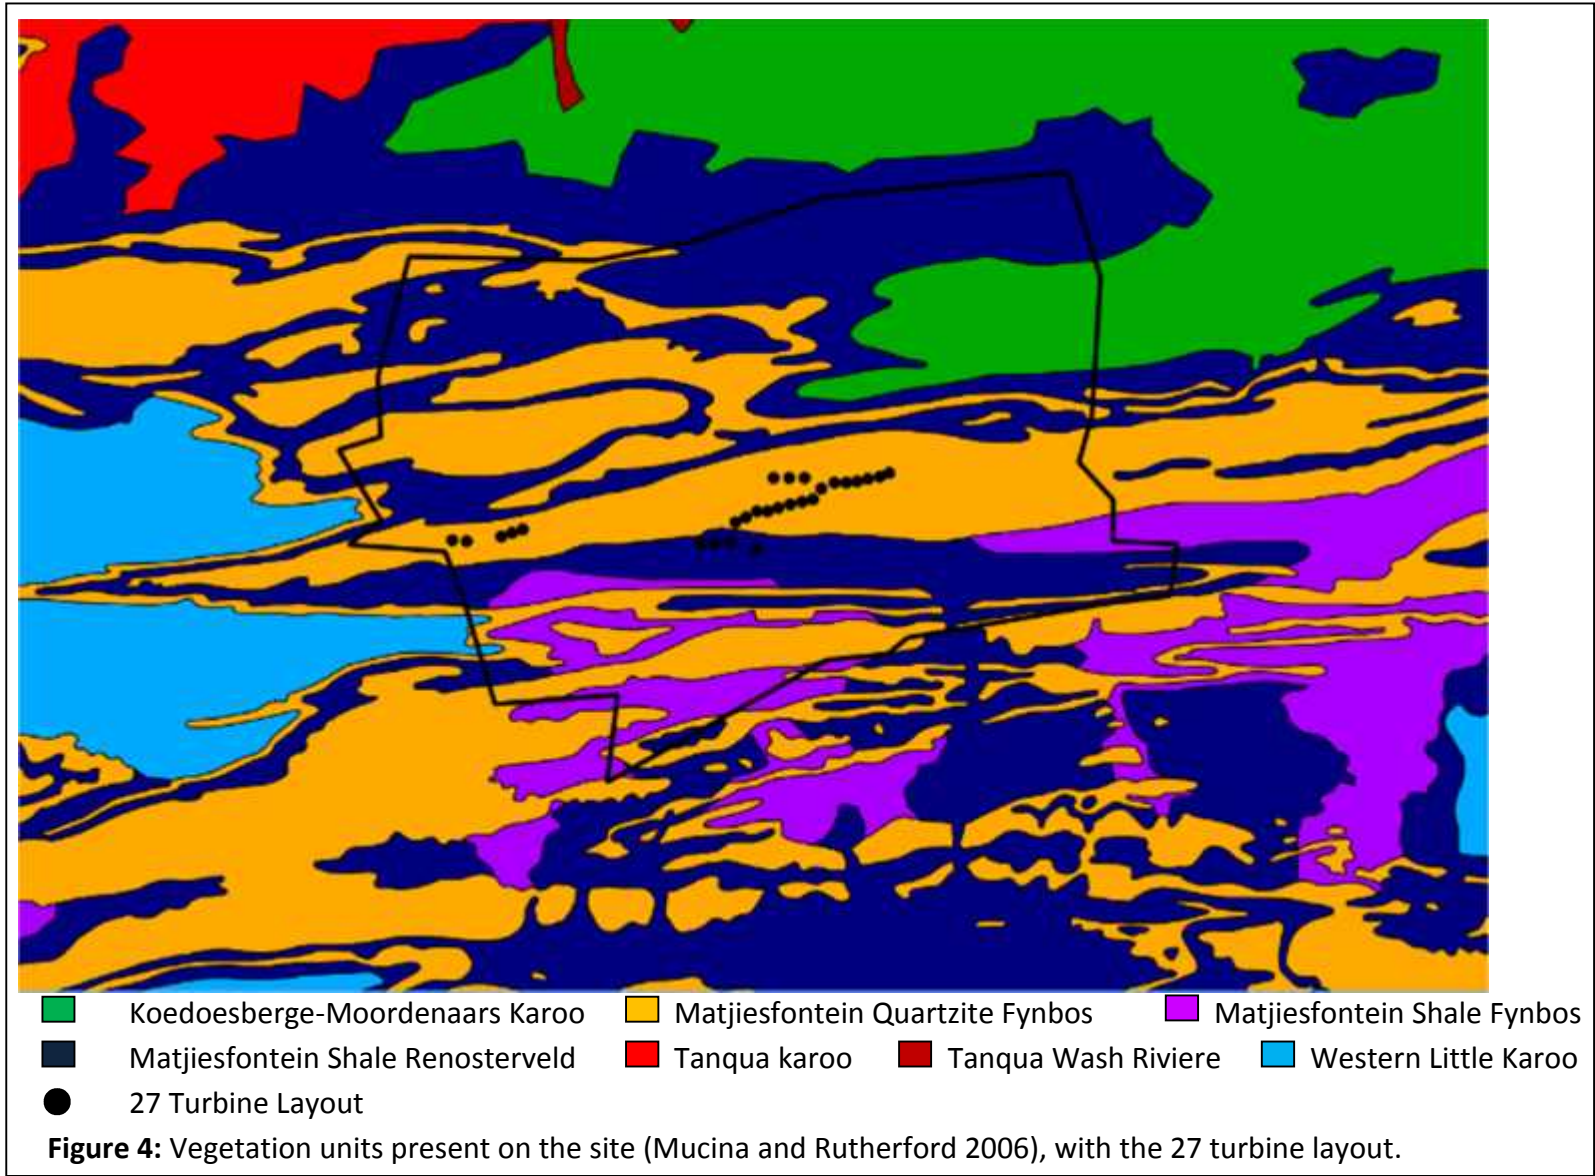 Koedoesberge-Moordenaars Karoo Matjiesfontein Quartzite Fynbos Matjiesfontein Shale Fynbos
Matjiesfontein Shale Renosterveld Tanqua karoo Tanqua Wash Riviere Western Little Karoo
27 Turbine Layout
Figure 4: Vegetation units present on the site (Mucina and Rutherford 2006), with the 27 turbine layout.